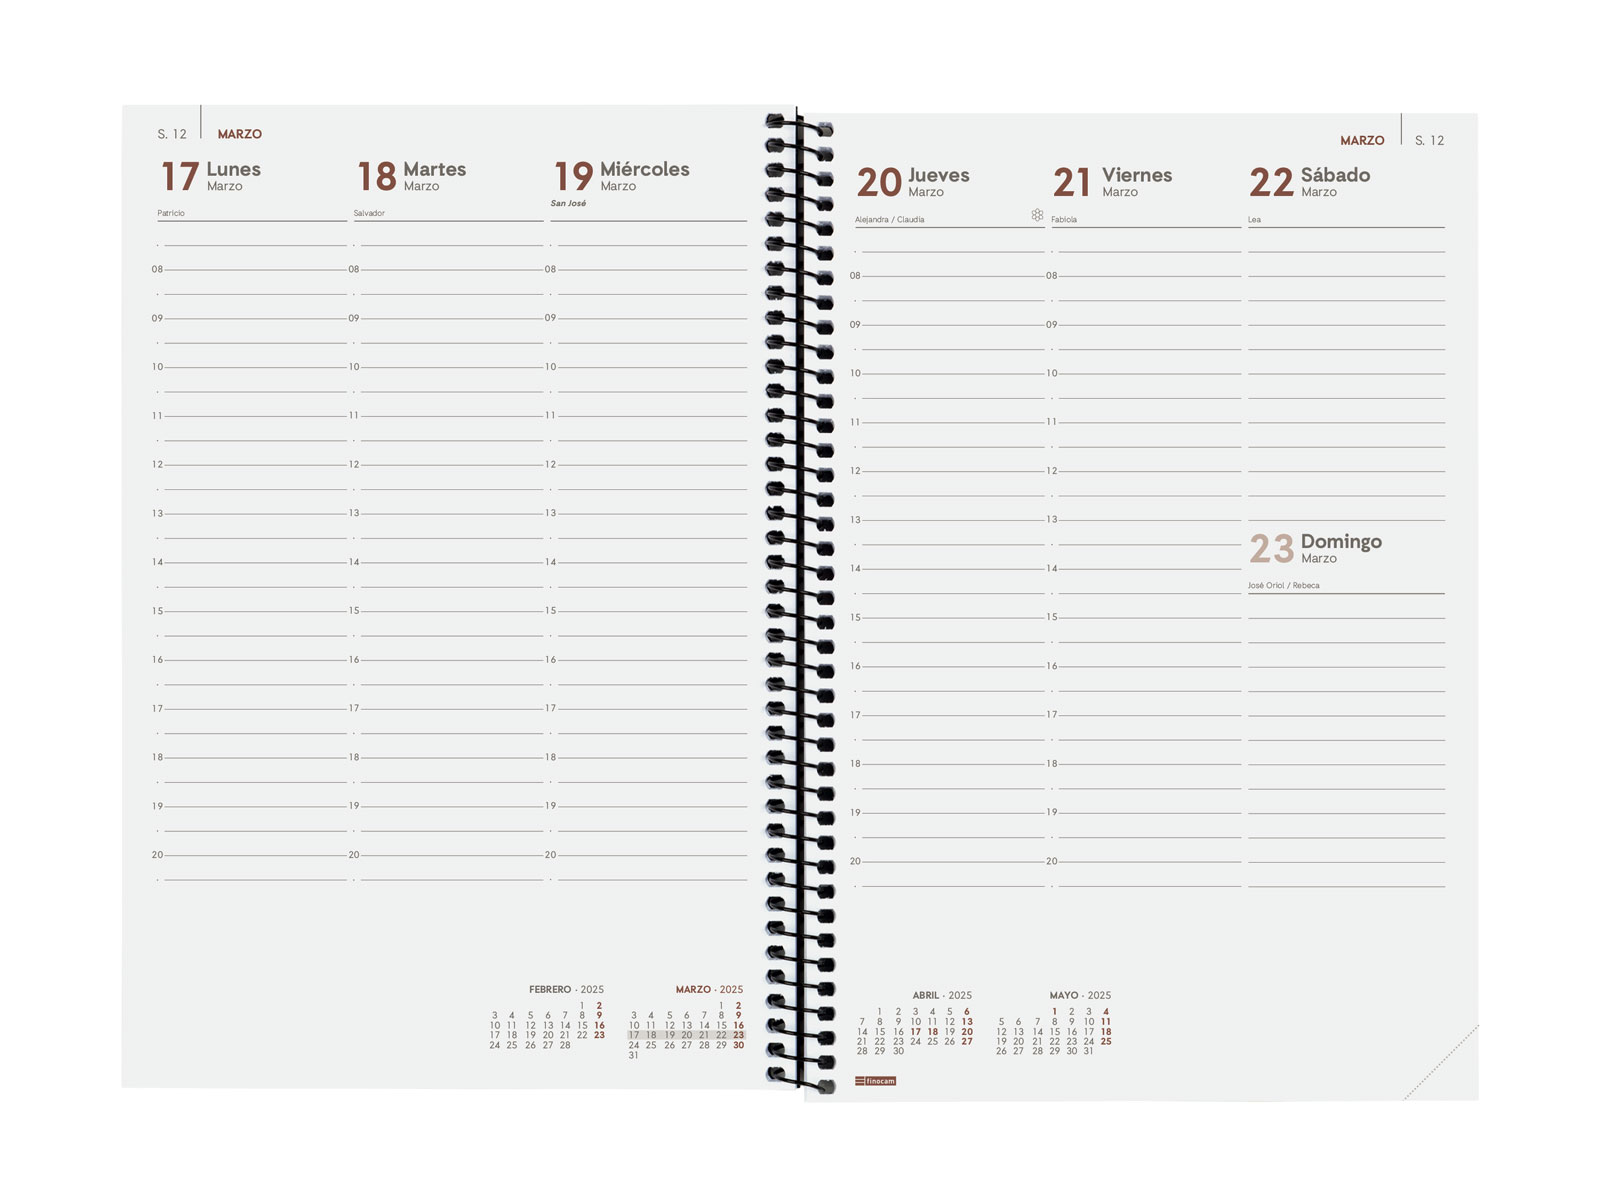 S. 12 MARZO
17 Lunes
Marzo
Patricio
18 Martes
Marzo
Salvador
19 Miércoles
Marzo
San José
08 08 08
09 09 09
10 10 10
11 11 11
12 12 12
13 13 13
14 14 14
15 15 15
16 16 16
17 17 17
18 18 18
19 19 19
20 20 20
FEBRERO · 2025
1 2
3 4 5 6 7 8 9
10 11 12 13 14 15 16
17 18 19 20 21 22 23
24 25 26 27 28
MARZO · 2025
1 2
3 4 5 6 7 8 9
10 11 12 13 14 15 16
17 18 19 20 21 22 23
24 25 26 27 28 29 30
31
MARZO S. 12
20 Jueves
Marzo
Alejandra / Claudia
21 Viernes
Marzo
Fabiola
22 Sábado
Marzo
Lea
08 08
09 09
10 10
11 11
12 12
13 13
14 14
15 15
16 16
17 17
18 18
19 19
20 20
23 Domingo
Marzo
José Oriol / Rebeca
ABRIL · 2025
1 2 3 4 5 6
7 8 9 10 11 12 13
14 15 16 17 18 19 20
21 22 23 24 25 26 27
28 29 30
MAYO · 2025
1 2 3 4
5 6 7 8 9 10 11
12 13 14 15 16 17 18
19 20 21 22 23 24 25
26 27 28 29 30 31
finocam